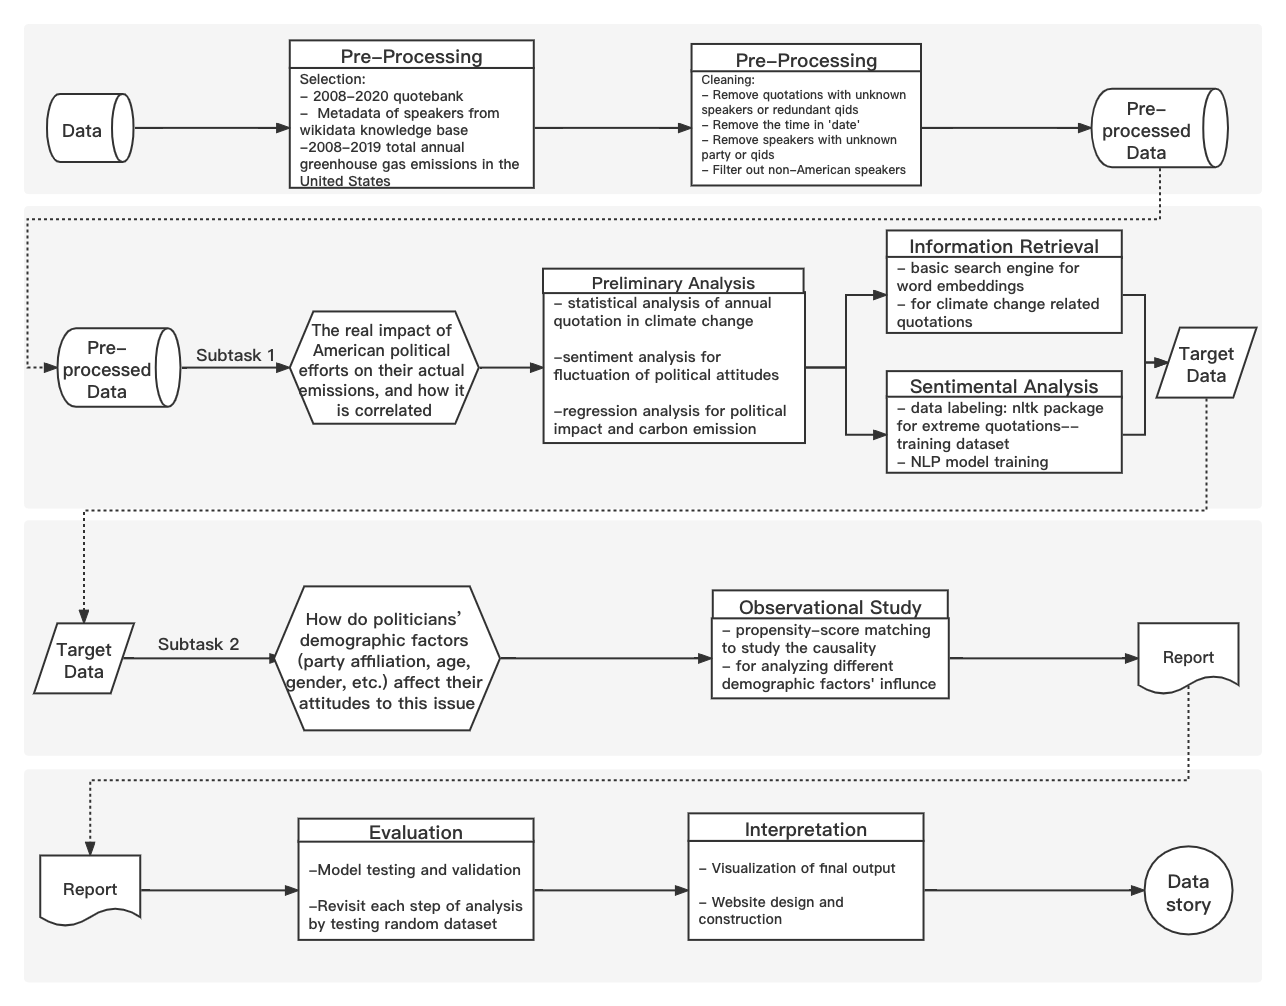 Data
Pre–Processing
Selection:
– 2008–2020 quotebank
– Metadata of speakers from
wikidata knowledge base
–2008–2019 total annual
greenhouse gas emissions in the
United States
Pre–Processing
Cleaning:
– Remove quotations with unknown
speakers or redundant qids
– Remove the time in 'date'
– Remove speakers with unknown
party or qids
– Filter out non–American speakers
Pre–
processed
Data
Pre–
processed
Data
Subtask 1
The real impact of
American political
efforts on their actual
emissions, and how it
is correlated
Preliminary Analysis
– statistical analysis of annual
quotation in climate change
–sentiment analysis for
fluctuation of political attitudes
–regression analysis for political
impact and carbon emission
Information Retrieval
– basic search engine for
word embeddings
– for climate change related
quotations
Sentimental Analysis
– data labeling: nltk package
for extreme quotations––
training dataset
– NLP model training
Target
Data
Target
Data
Subtask 2
How do politicians’
demographic factors
(party affiliation, age,
gender, etc.) affect their
attitudes to this issue
Observational Study
– propensity–score matching
to study the causality
– for analyzing different
demographic factors' influnce
Report
Report
Evaluation
–Model testing and validation
–Revisit each step of analysis
by testing random dataset
Interpretation
– Visualization of final output
– Website design and
construction
Data
story